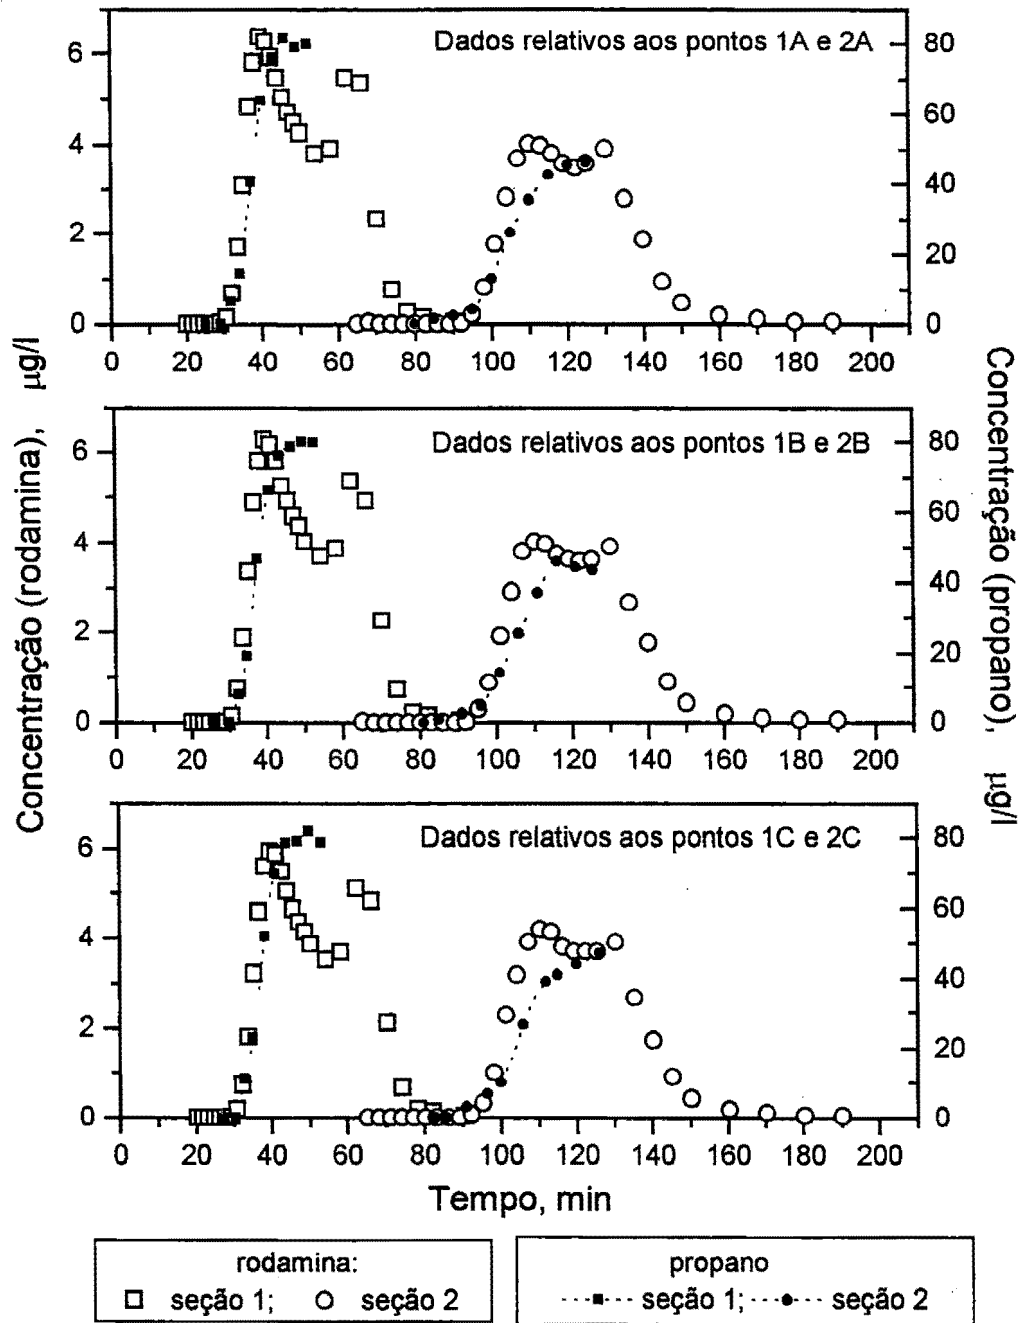 Dados relativos aos pontos 1A e 2A
6
4
2
0
80
60
40
20
0
0 20 40 60 80 100 120 140 160 180 200
Dados relativos aos pontos 1B e 2B
6
4
2
0
80
60
40
20
0
0 20 40 60 80 100 120 140 160 180 200
Dados relativos aos pontos 1C e 2C
6
4
2
0
80
60
40
20
0
0 20 40 60 80 100 120 140 160 180 200
Concentração (rodamina), µg/l
Concentração (propano), µg/l
Tempo, min
rodamina:
seção 1; seção 2
propano
seção 1; seção 2